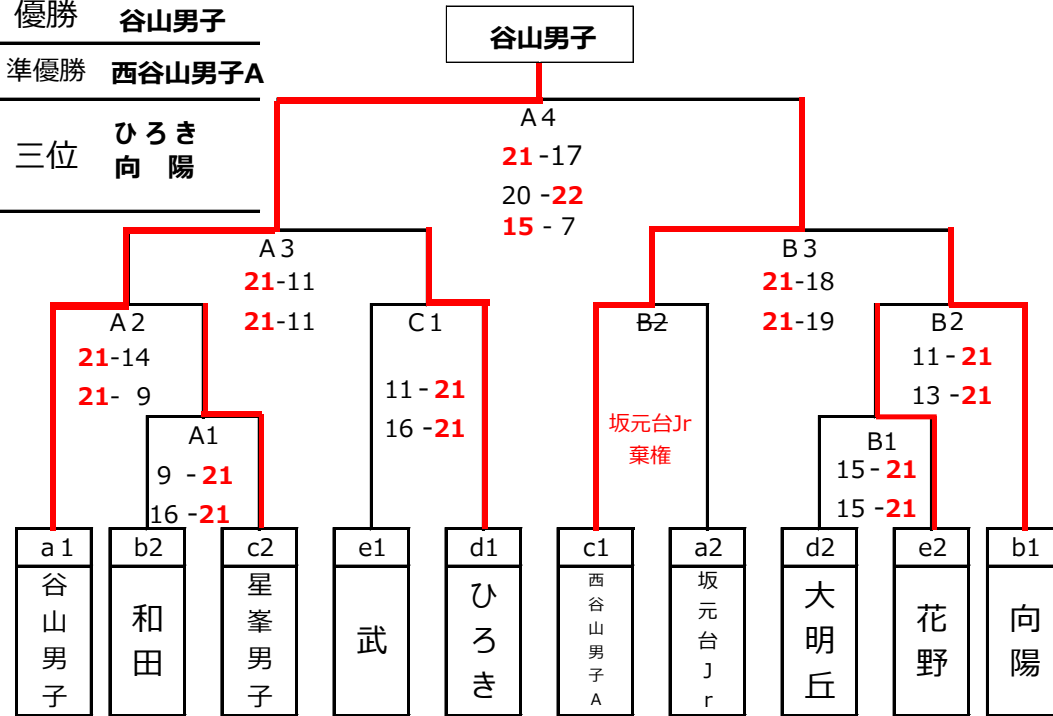 優勝 谷山男子
準優勝 西谷山男子A
三位 ひろき
向 陽
谷山男子
A4
21-17
20-22
15-7
A3
21-11
21-11
B3
21-18
21-19
A2
21-14
21-9
C1
11-21
16-21
B2
坂元台Jr
棄権
B2
11-21
13-21
A1
9-21
16-21
B1
15-21
15-21
a1 b2 c2 e1 d1 c1 a2 d2 e2 b1
谷山男子
和田
星峯男子
武
ひろき
西谷山男子A
坂元台Jr
大明丘
花野
向陽